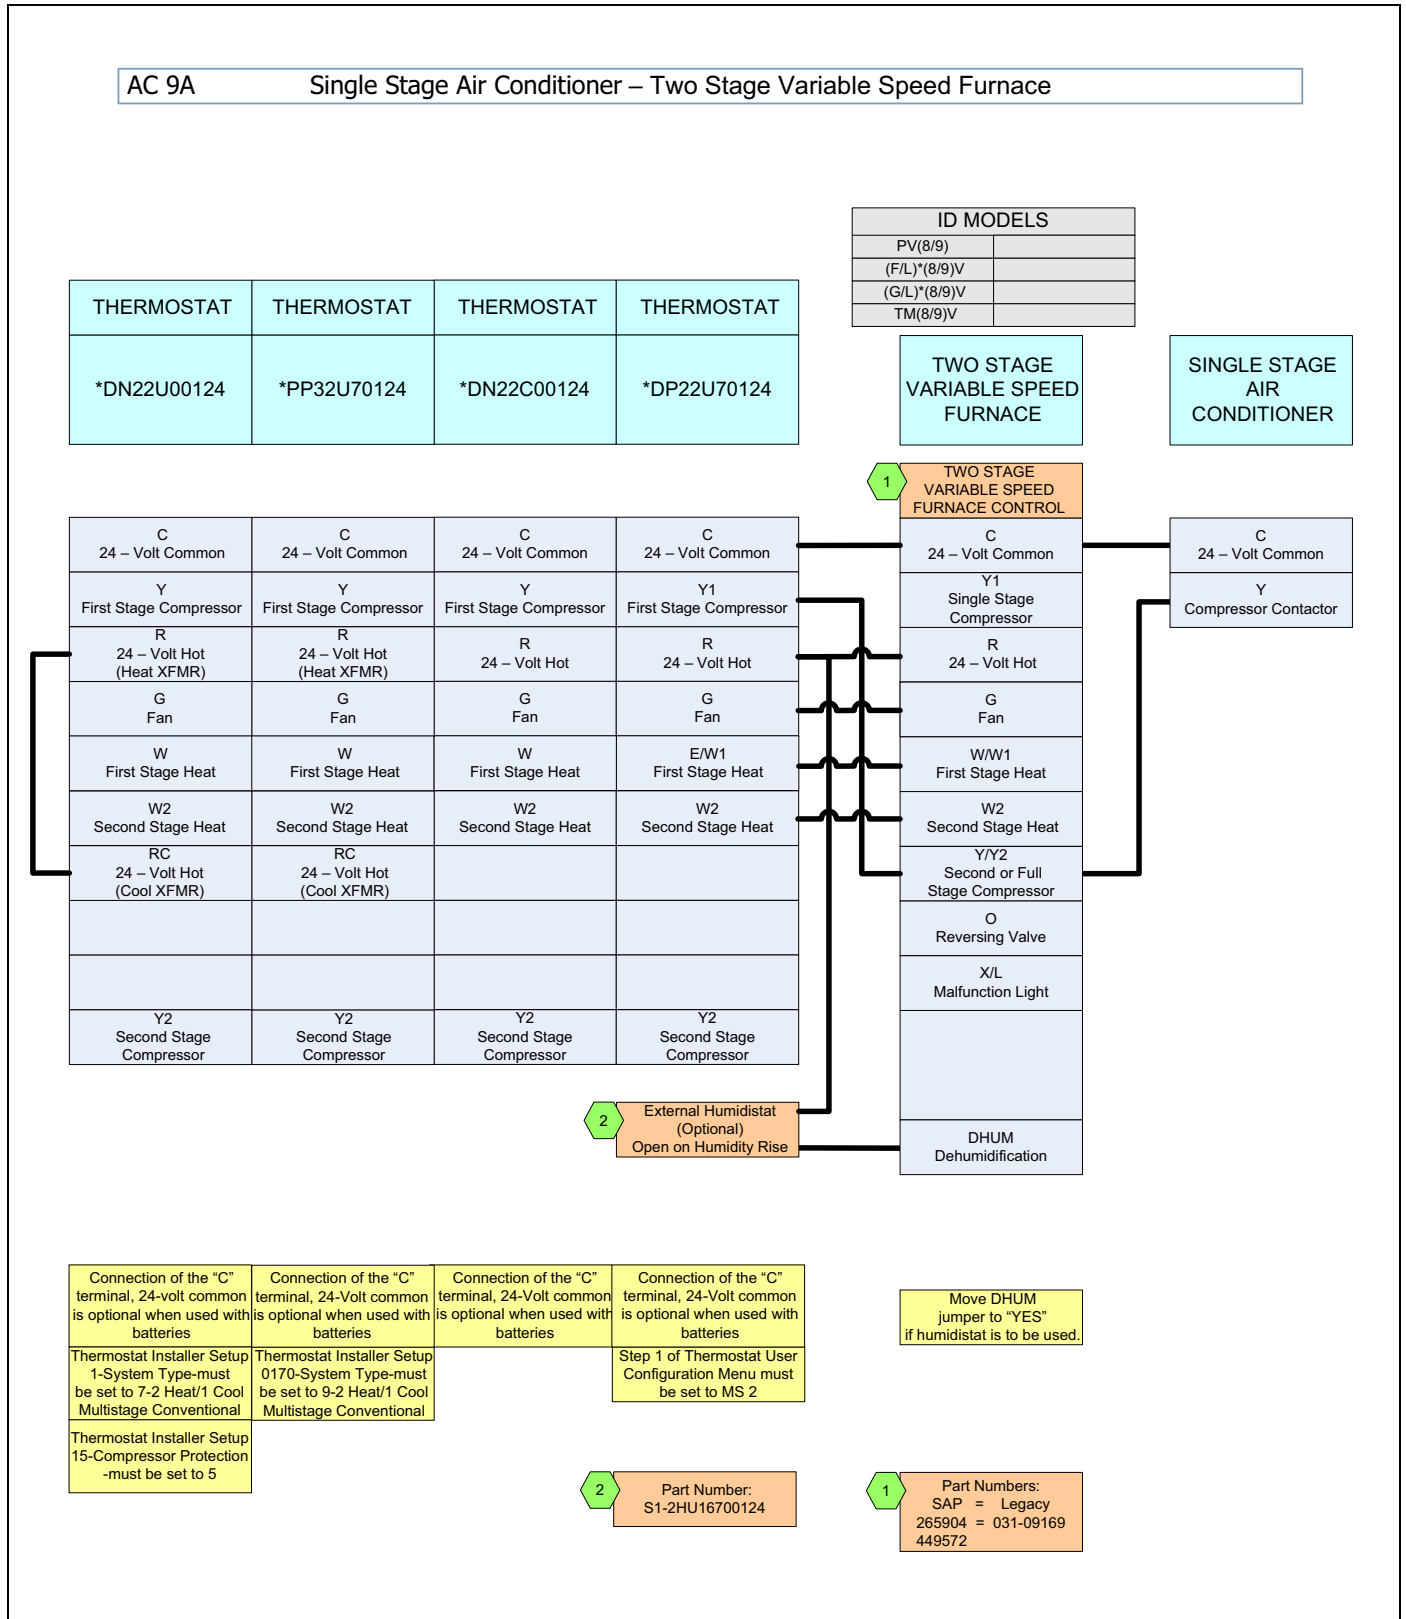 AC 9A Single Stage Air Conditioner – Two Stage Variable Speed Furnace
ID MODELS
PV(8/9)
(F/L)*(8/9)V
(G/L)*(8/9)V
TM(8/9)V
THERMOSTAT THERMOSTAT THERMOSTAT THERMOSTAT
*DN22U00124 *PP32U70124 *DN22C00124 *DP22U70124
TWO STAGE
VARIABLE SPEED
FURNACE
SINGLE STAGE
AIR
CONDITIONER
1
TWO STAGE
VARIABLE SPEED
FURNACE CONTROL
C
24 – Volt Common
Y
First Stage Compressor
R
24 – Volt Hot
(Heat XFMR)
G
Fan
W
First Stage Heat
W2
Second Stage Heat
RC
24 – Volt Hot
(Cool XFMR)
Y2
Second Stage
Compressor
C
24 – Volt Common
Y
First Stage Compressor
R
24 – Volt Hot
(Heat XFMR)
G
Fan
W
First Stage Heat
W2
Second Stage Heat
RC
24 – Volt Hot
(Cool XFMR)
Y2
Second Stage
Compressor
C
24 – Volt Common
Y
First Stage Compressor
R
24 – Volt Hot
G
Fan
W
First Stage Heat
W2
Second Stage Heat
Y2
Second Stage
Compressor
C
24 – Volt Common
Y1
First Stage Compressor
R
24 – Volt Hot
G
Fan
E/W1
First Stage Heat
W2
Second Stage Heat
Y2
Second Stage
Compressor
C
24 – Volt Common
Y1
Single Stage
Compressor
R
24 – Volt Hot
G
Fan
W/W1
First Stage Heat
W2
Second Stage Heat
Y/Y2
Second or Full
Stage Compressor
O
Reversing Valve
X/L
Malfunction Light
DHUM
Dehumidification
C
24 – Volt Common
Y
Compressor Contactor
2
External Humidistat
(Optional)
Open on Humidity Rise
Connection of the “C”
terminal, 24-volt common
is optional when used with
batteries
Thermostat Installer Setup
1-System Type-must
be set to 7-2 Heat/1 Cool
Multistage Conventional
Thermostat Installer Setup
15-Compressor Protection
-must be set to 5
Connection of the “C”
terminal, 24-Volt common
is optional when used with
batteries
Thermostat Installer Setup
0170-System Type-must
be set to 9-2 Heat/1 Cool
Multistage Conventional
Connection of the “C”
terminal, 24-Volt common
is optional when used with
batteries
Connection of the “C”
terminal, 24-Volt common
is optional when used with
batteries
Step 1 of Thermostat User
Configuration Menu must
be set to MS 2
Move DHUM
jumper to “YES”
if humidistat is to be used.
2
Part Number:
S1-2HU16700124
1
Part Numbers:
SAP = Legacy
265904 = 031-09169
449572